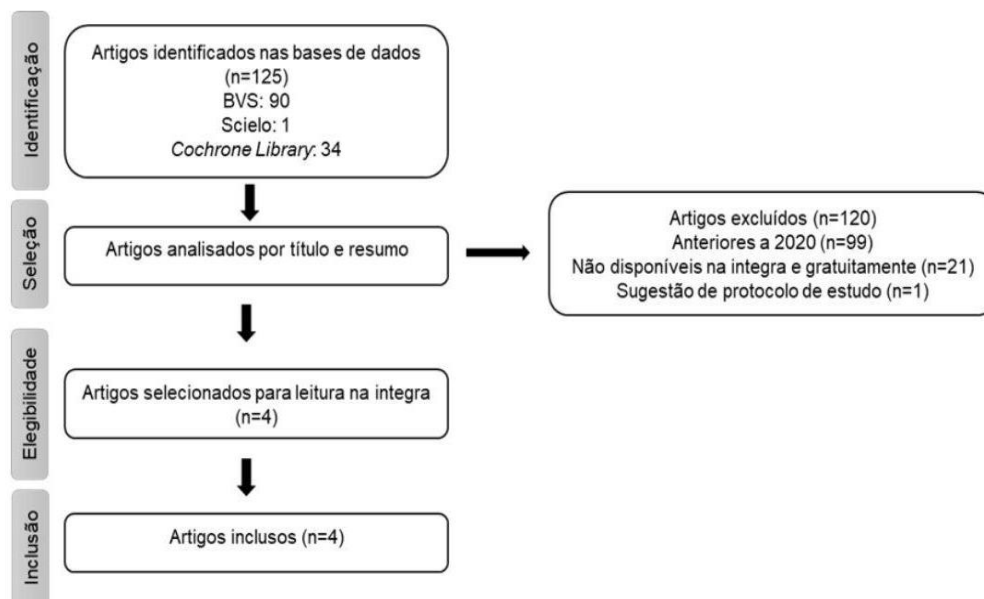 Identificação
Artigos identificados nas bases de dados
(n=125)
BVS: 90
Scielo: 1
Cochrone Library: 34
Seleção
Artigos analisados por título e resumo
Artigos excluídos (n=120)
Anteriores a 2020 (n=99)
Não disponíveis na integra e gratuitamente (n=21)
Sugestão de protocolo de estudo (n=1)
Elegibilidade
Artigos selecionados para leitura na integra
(n=4)
Inclusão
Artigos inclusos (n=4)